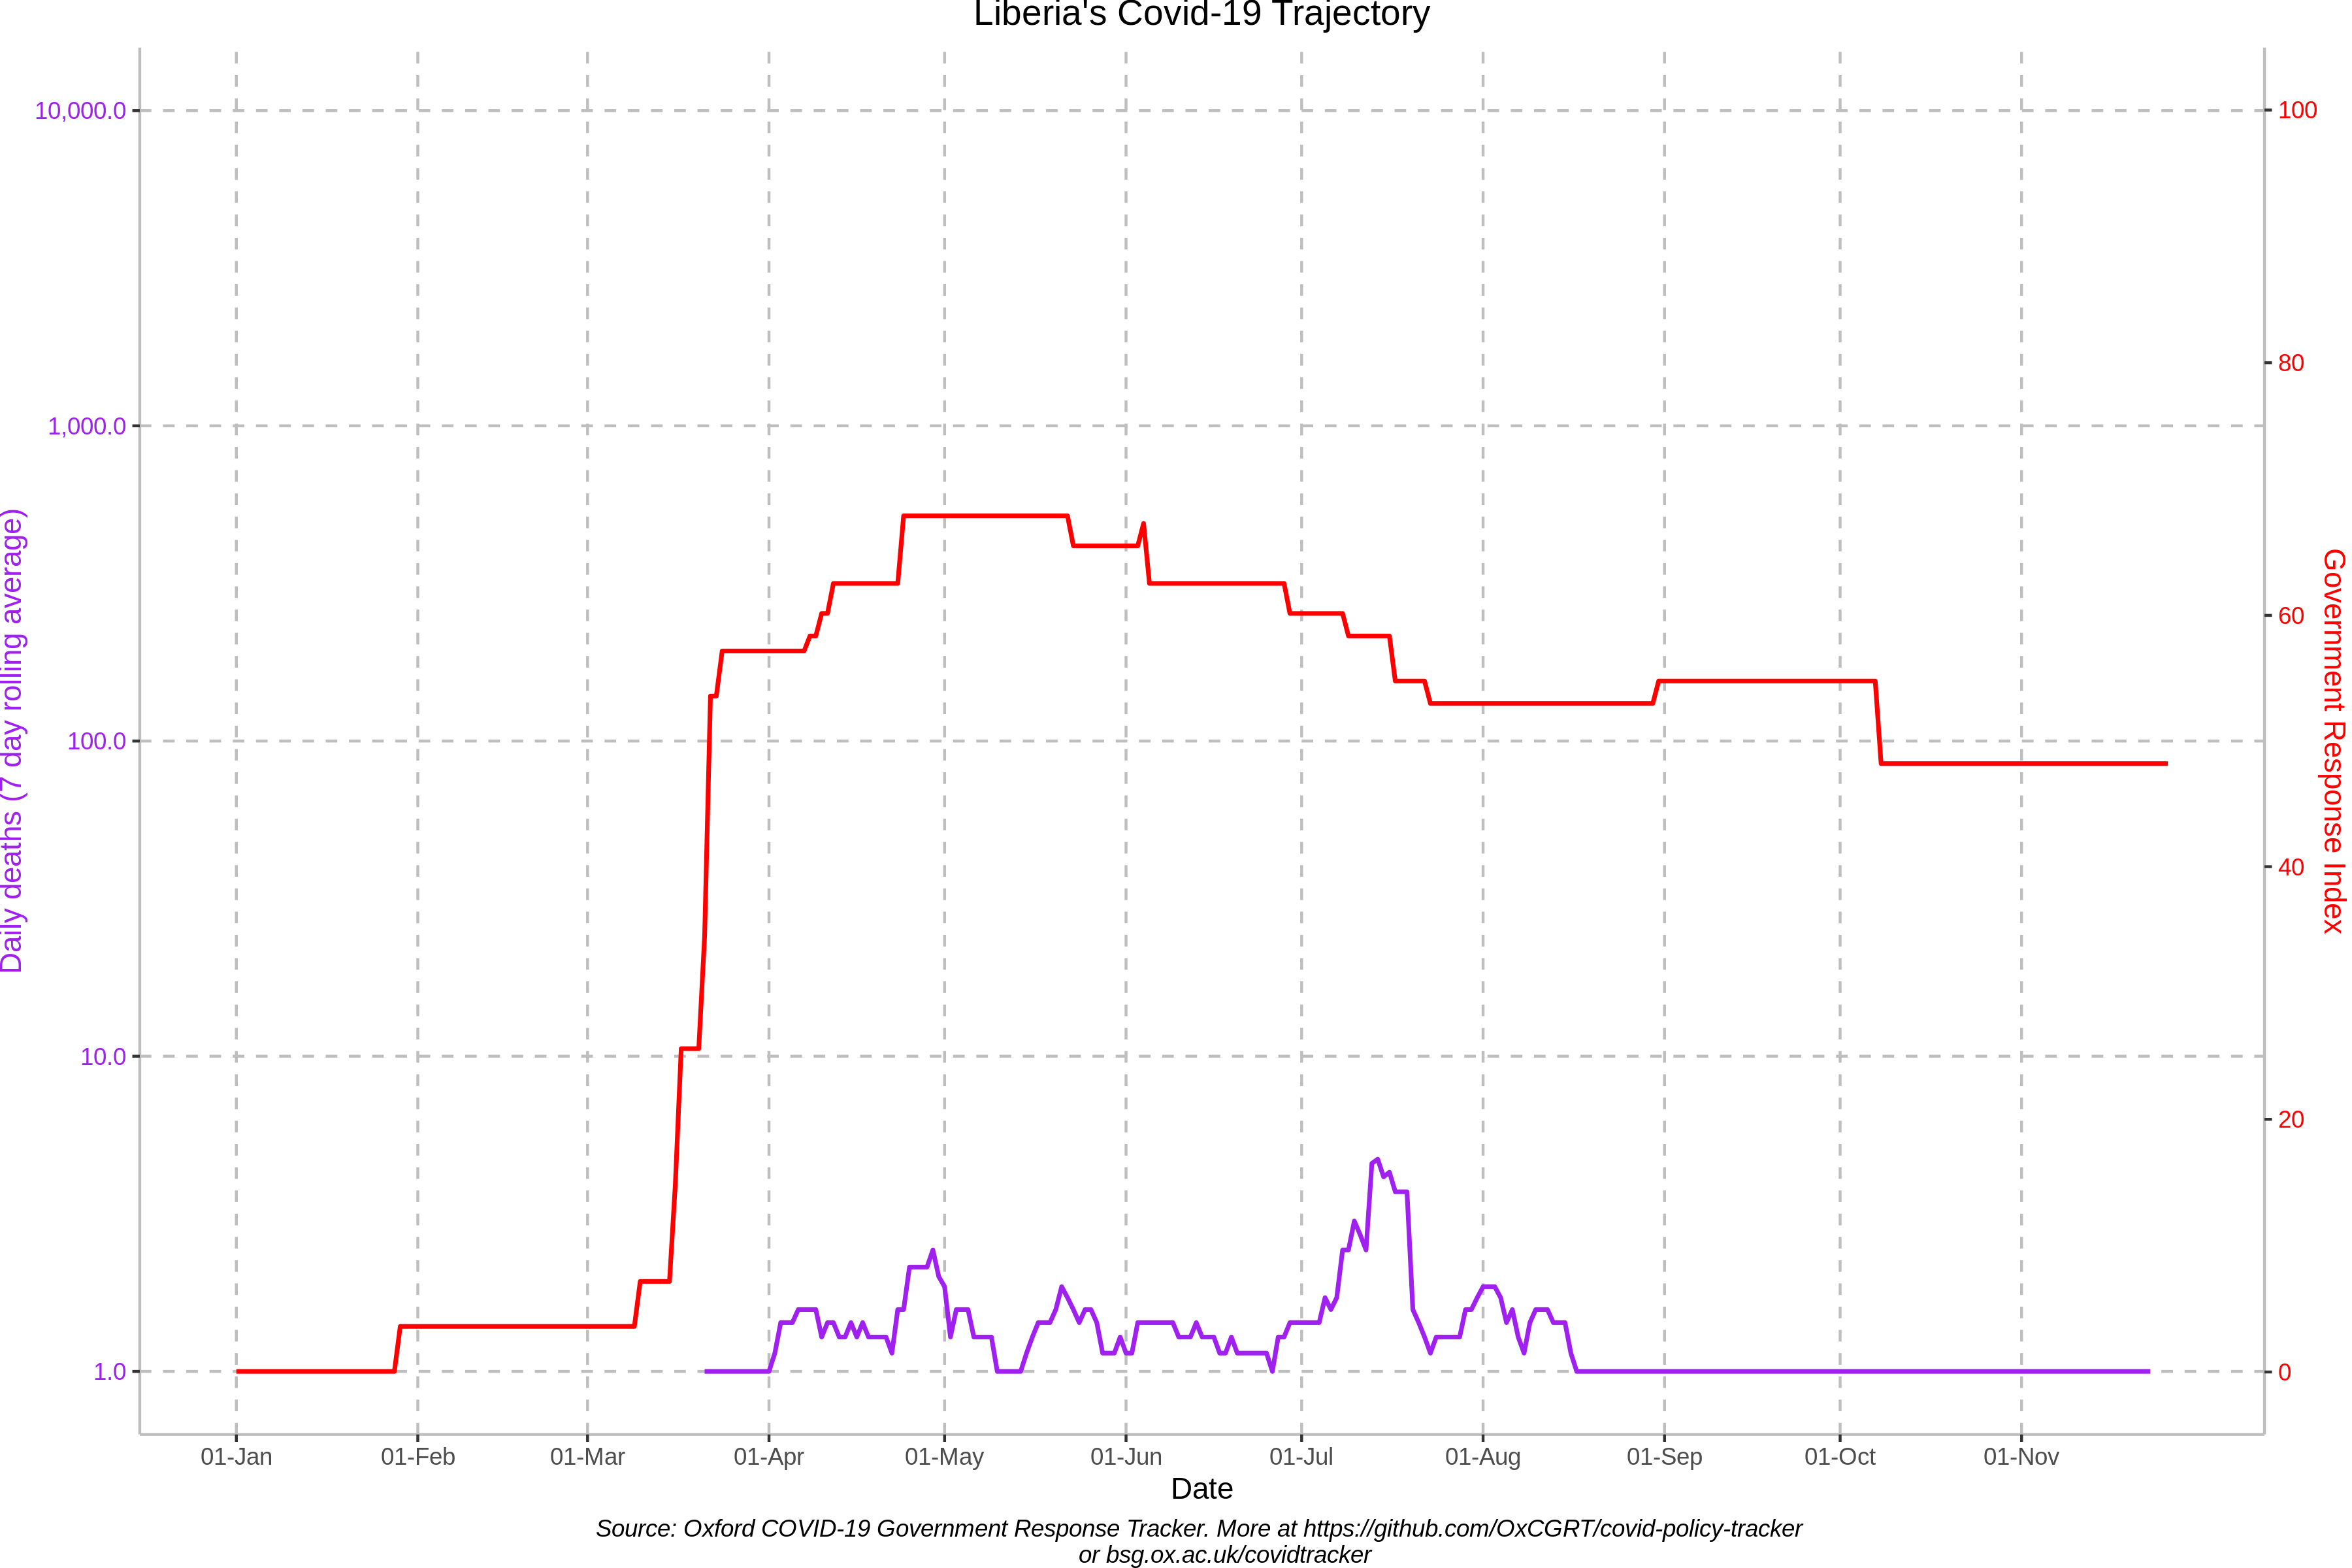 Liberia's Covid-19 Trajectory
10,000.0
1,000.0
100.0
10.0
1.0
Daily deaths (7 day rolling average)
100
80
60
40
20
0
Government Response Index
01-Jan 01-Feb 01-Mar 01-Apr 01-May 01-Jun 01-Jul 01-Aug 01-Sep 01-Oct 01-Nov
Date
Source: Oxford COVID-19 Government Response Tracker. More at https://github.com/OxCGRT/covid-policy-tracker
or bsg.ox.ac.uk/covidtracker